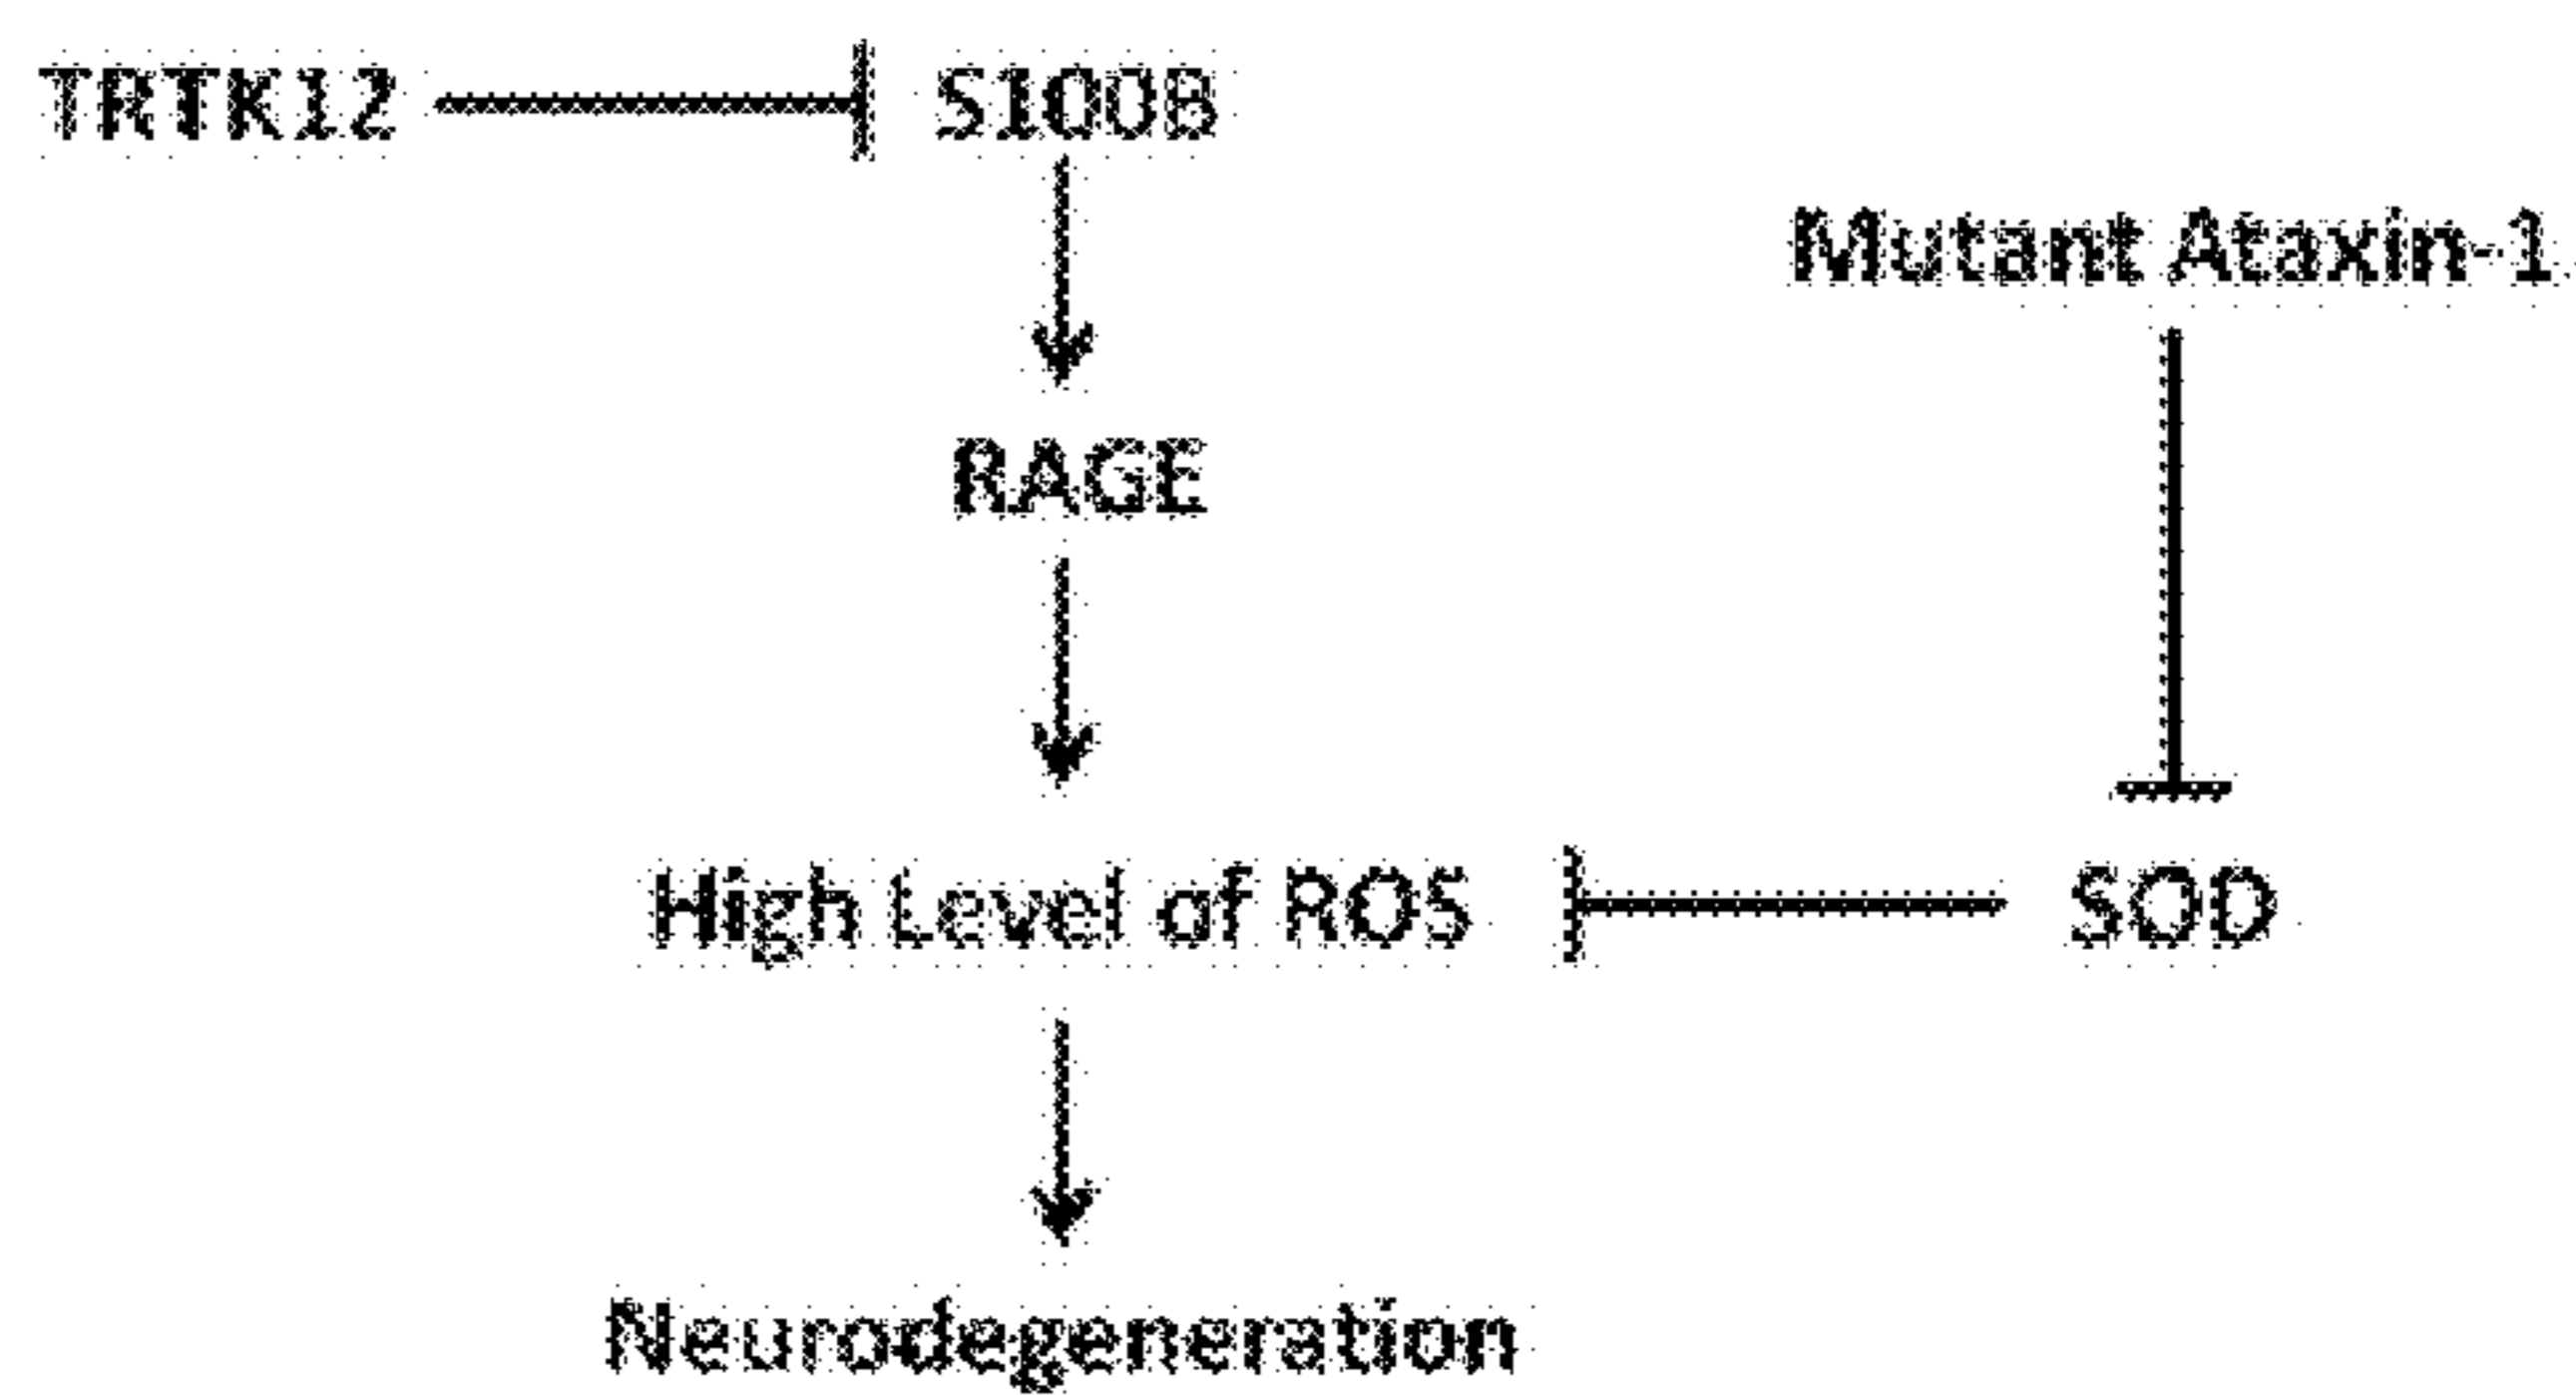 TRTK12
S100B
Mutant Ataxin-1
RAGE
High Level of ROS
SOD
Neurodegeneration